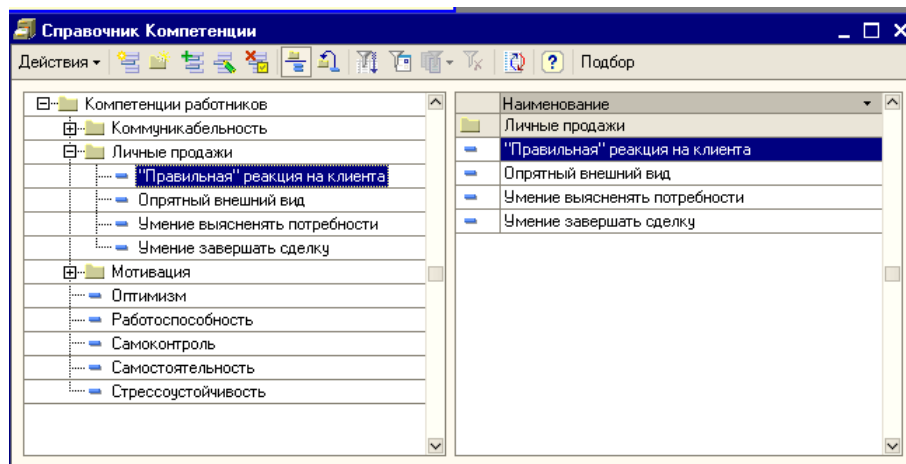 Справочник Компетенции
Действия Подбор
Компетенции работников
Коммуникабельность
Личные продажи
"Правильная" реакция на клиента
Опрятный внешний вид
Умение выясненять потребности
Умение завершать сделку
Мотивация
Оптимизм
Работоспособность
Самоконтроль
Самостоятельность
Стрессоустойчивость
Наименование
Личные продажи
"Правильная" реакция на клиента
Опрятный внешний вид
Умение выясненять потребности
Умение завершать сделку